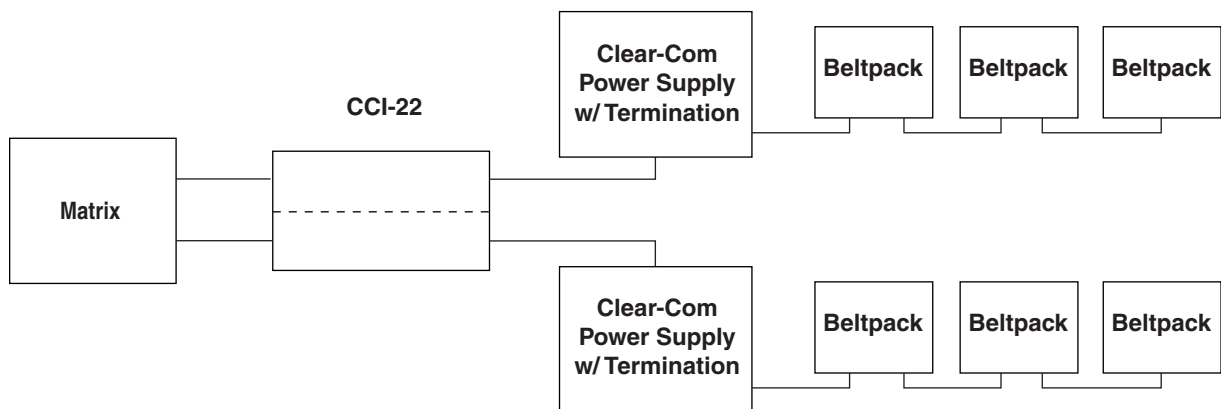 Clear-Com
Power Supply
w/ Termination
Beltpack
Beltpack
Beltpack
CCI-22
Matrix
Clear-Com
Power Supply
w/ Termination
Beltpack
Beltpack
Beltpack